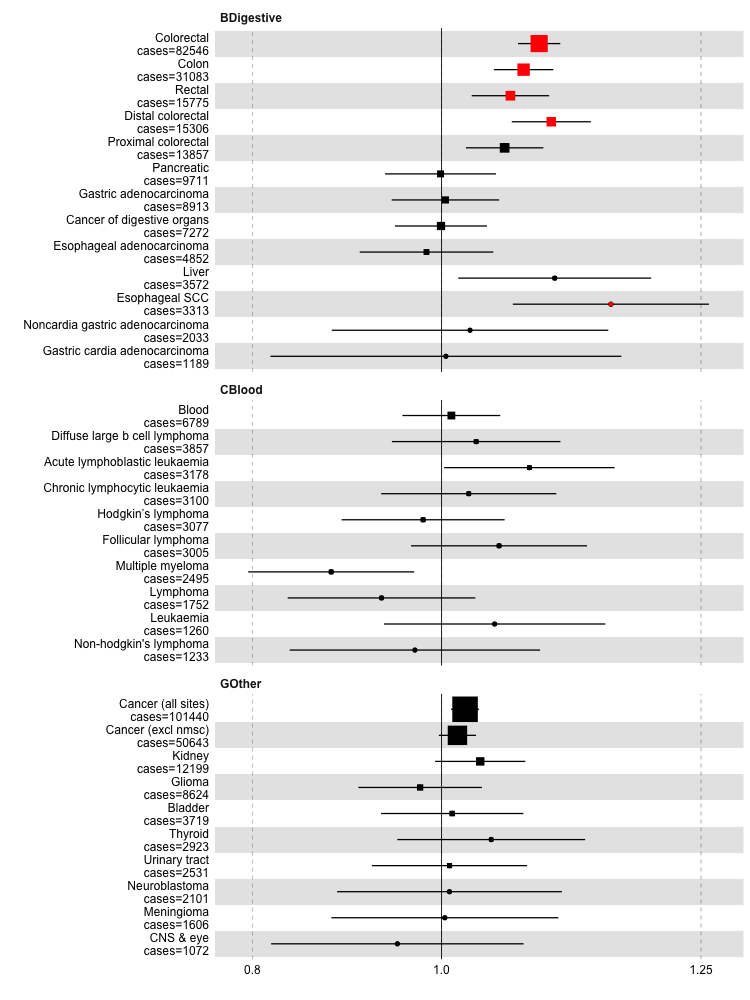 BDigestive
Colorectal
cases=82546
Colon
cases=31083
Rectal
cases=15775
Distal colorectal
cases=15306
Proximal colorectal
cases=13857
Pancreatic
cases=9711
Gastric adenocarcinoma
cases=8913
Cancer of digestive organs
cases=7272
Esophageal adenocarcinoma
cases=4852
Liver
cases=3572
Esophageal SCC
cases=3313
Noncardia gastric adenocarcinoma
cases=2033
Gastric cardia adenocarcinoma
cases=1189
CBlood
Blood
cases=6789
Diffuse large b cell lymphoma
cases=3857
Acute lymphoblastic leukaemia
cases=3178
Chronic lymphocytic leukaemia
cases=3100
Hodgkin's lymphoma
cases=3077
Follicular lymphoma
cases=3005
Multiple myeloma
cases=2495
Lymphoma
cases=1752
Leukaemia
cases=1260
Non-hodgkin's lymphoma
cases=1233
GOther
Cancer (all sites)
cases=101440
Cancer (excl nmsc)
cases=50643
Kidney
cases=12199
Glioma
cases=8624
Bladder
cases=3719
Thyroid
cases=2923
Urinary tract
cases=2531
Neuroblastoma
cases=2101
Meningioma
cases=1606
CNS & eye
cases=1072
0.8 1.0 1.25